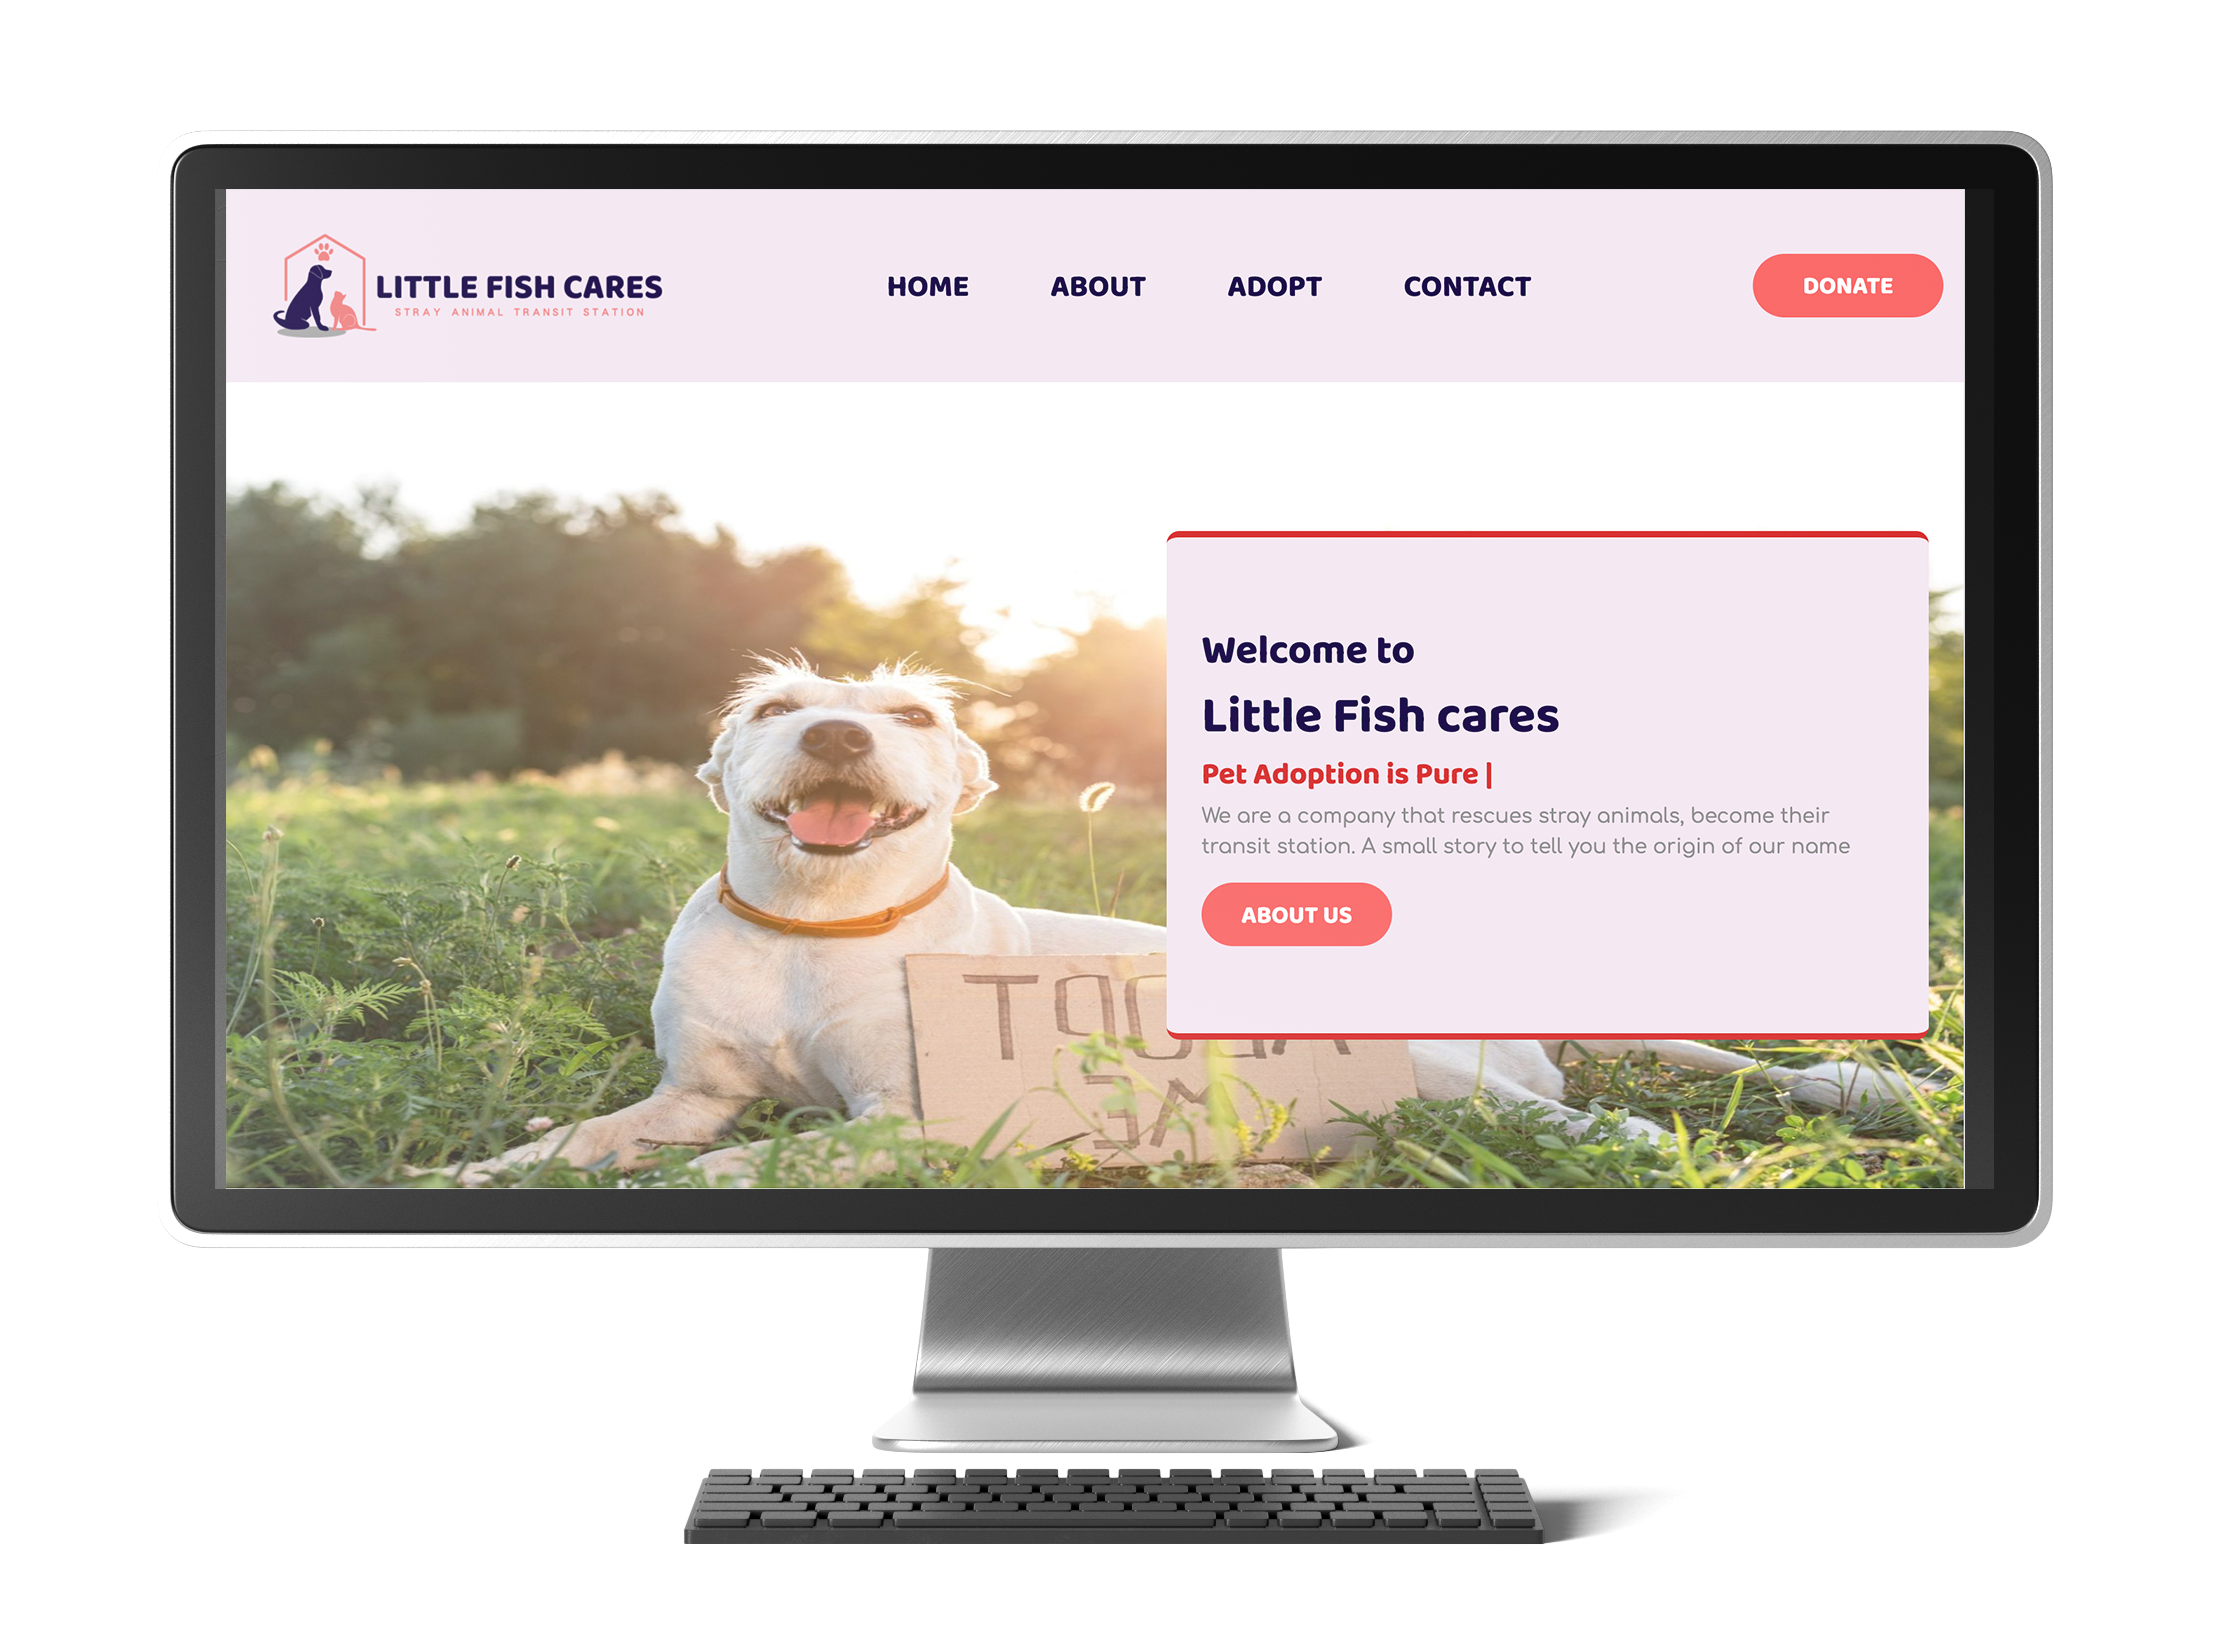 LITTLE FISH CARES
STRAY ANIMAL TRANSIT STATION
HOME ABOUT ADOPT CONTACT
DONATE
Welcome to
Little Fish cares
Pet Adoption is Pure |
We are a company that rescues stray animals, become their
transit station. A small story to tell you the origin of our name
ABOUT US
ME